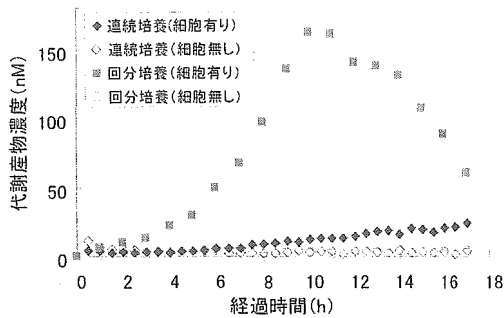 代謝産物濃度(nM)
150
100
50
0
連続培養(細胞有り)
連続培養(細胞無し)
回分培養(細胞有り)
回分培養(細胞無し)
0 2 4 6 8 10 12 14 16 18
経過時間(h)